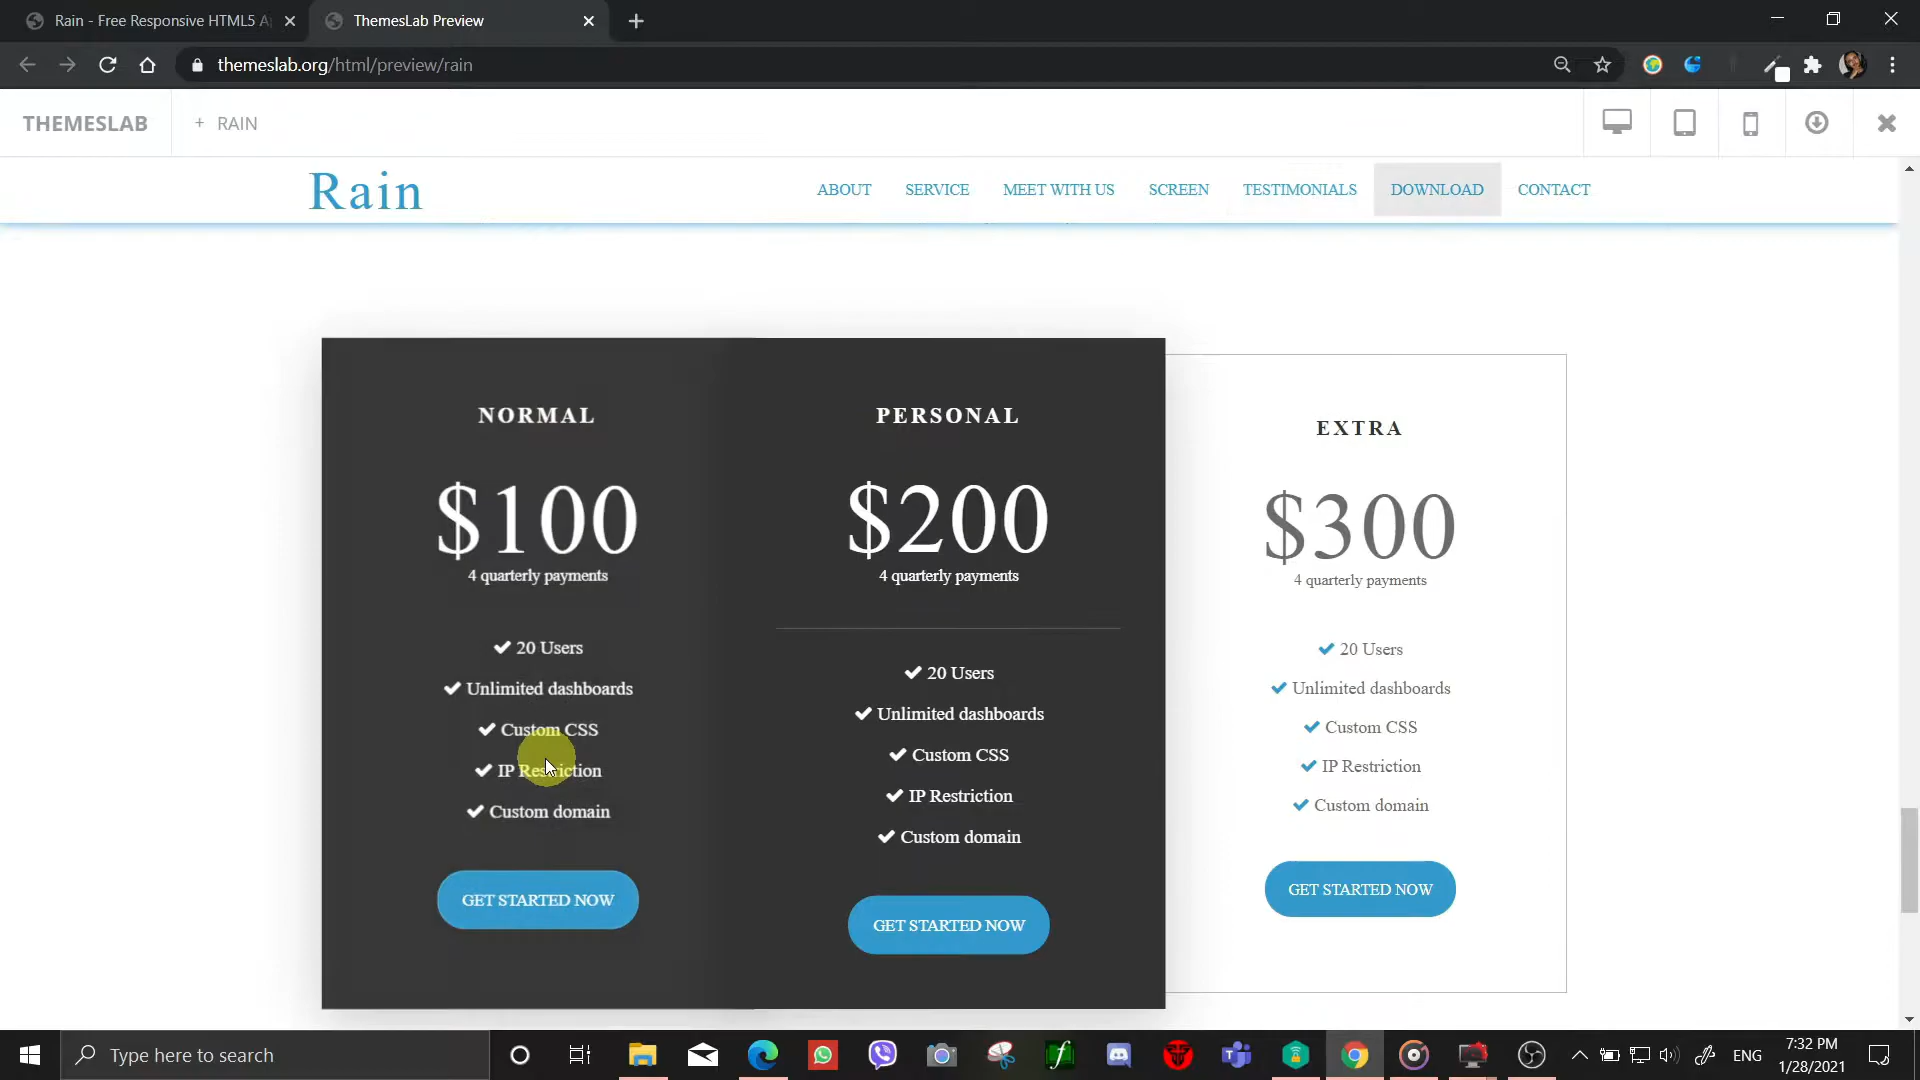 Rain - Free Responsive HTML5 A
ThemesLab Preview
themeslab.org/html/preview/rain
THEMESLAB
+ RAIN
Rain
ABOUT
SERVICE
MEET WITH US
SCREEN
TESTIMONIALS
DOWNLOAD
CONTACT
NORMAL
$100
4 quarterly payments
20 Users
Unlimited dashboards
Custom CSS
IP Restriction
Custom domain
GET STARTED NOW
PERSONAL
$200
4 quarterly payments
20 Users
Unlimited dashboards
Custom CSS
IP Restriction
Custom domain
GET STARTED NOW
EXTRA
$300
4 quarterly payments
20 Users
Unlimited dashboards
Custom CSS
IP Restriction
Custom domain
GET STARTED NOW
Type here to search
ENG
7:32 PM
1/28/2021